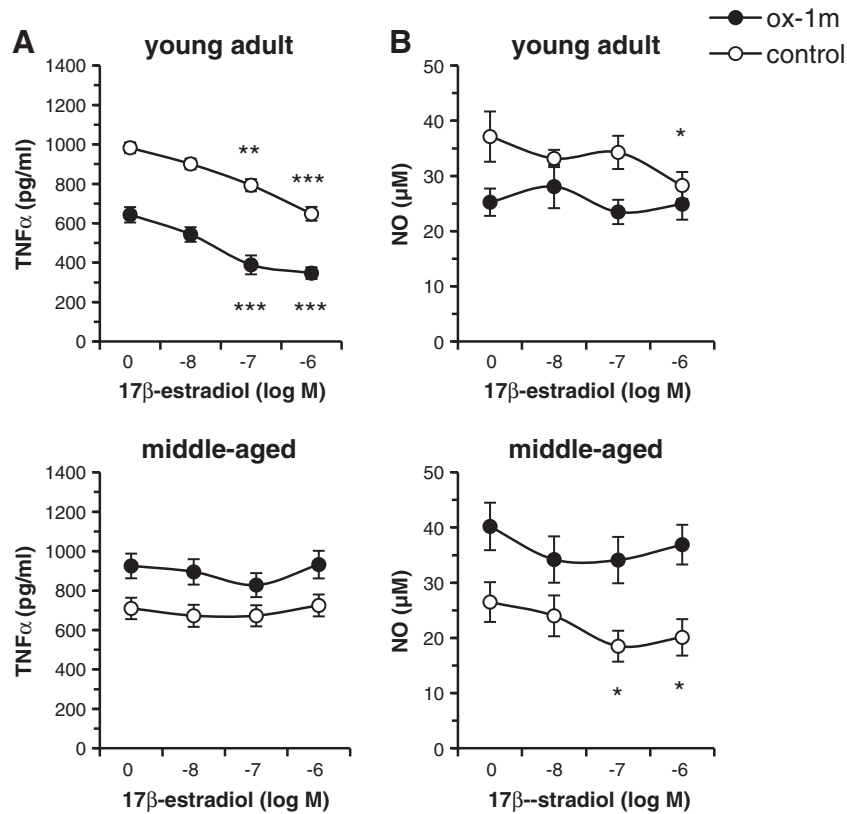 ox-1m
control
A
young adult
1400
1200
1000
800
600
400
200
0
TNFα (pg/ml)
**
***
***
***
0 -8 -7 -6
17β-estradiol (log M)
B
young adult
50
40
30
20
10
0
NO (µM)
*
0 -8 -7 -6
17β-estradiol (log M)
middle-aged
1400
1200
1000
800
600
400
200
0
TNFα (pg/ml)
0 -8 -7 -6
17β-estradiol (log M)
middle-aged
50
40
30
20
10
0
NO (µM)
* *
0 -8 -7 -6
17β--stradiol (log M)